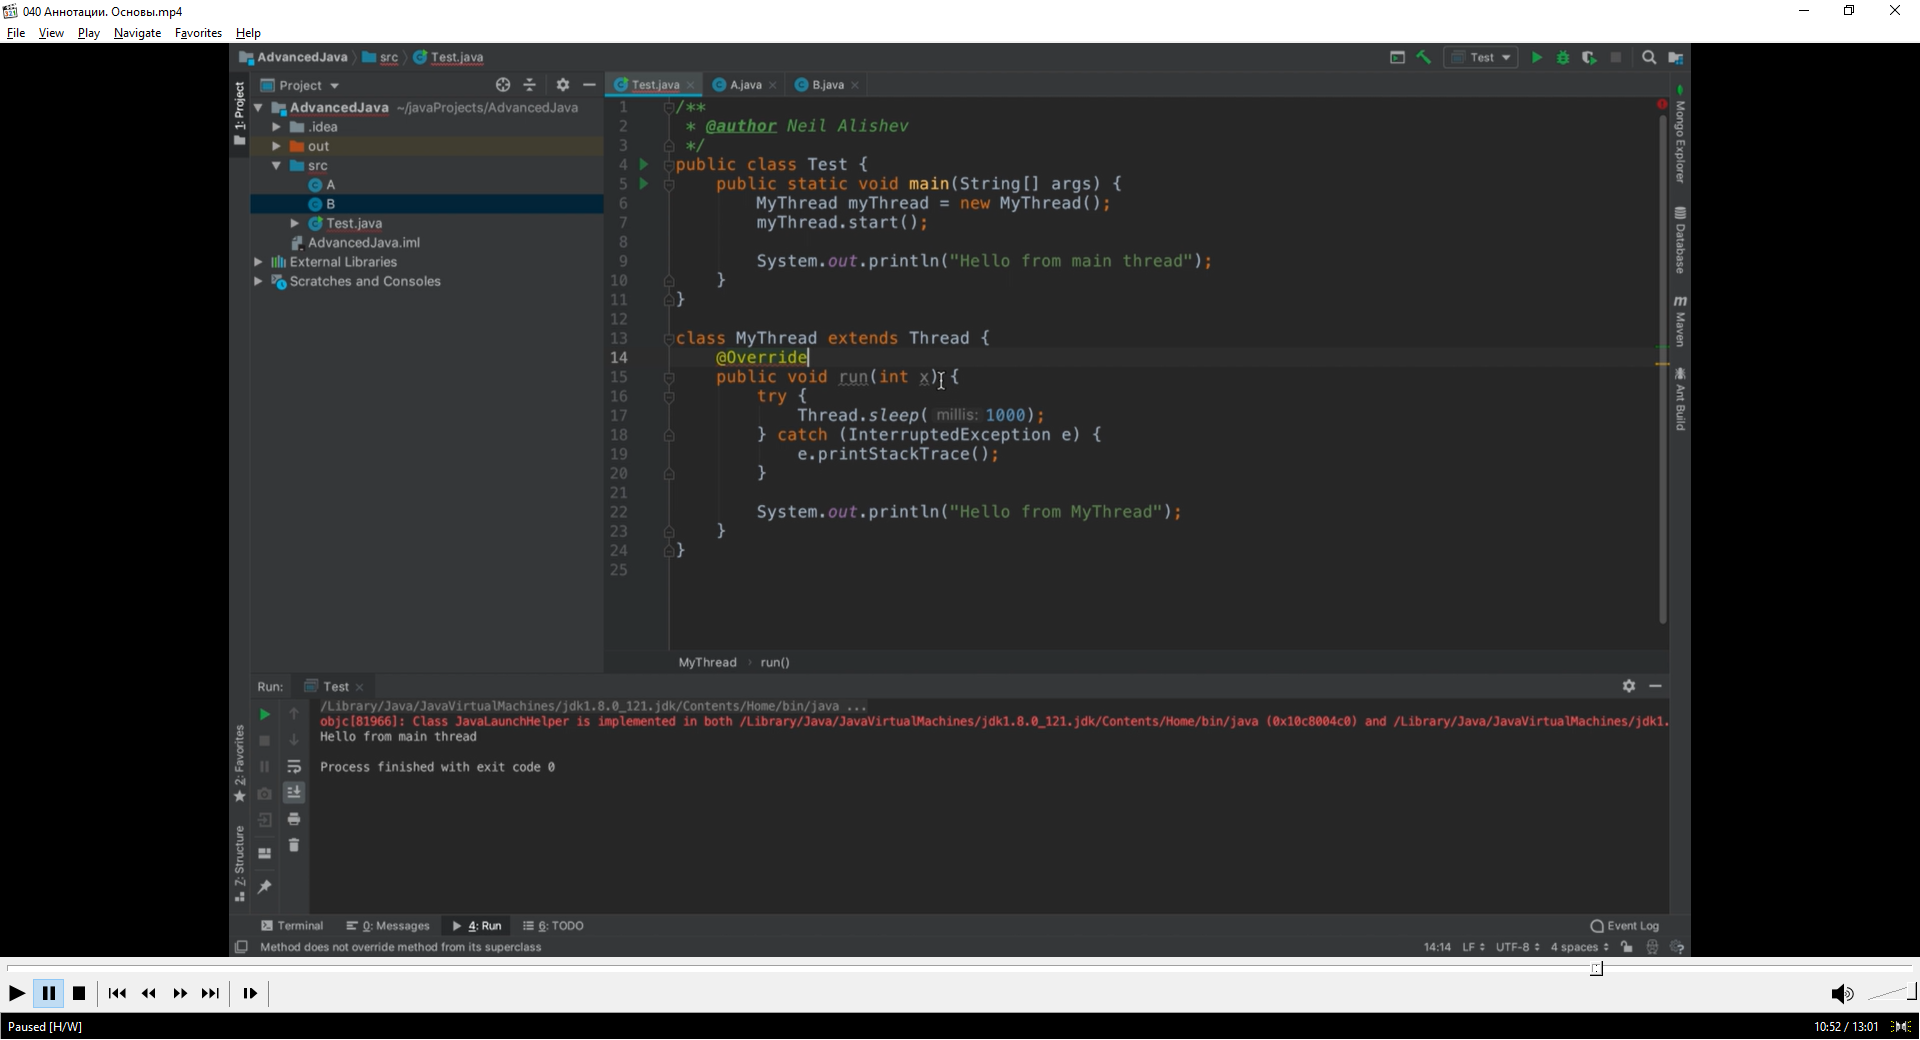 040 Аннотации. Основы.mp4
File View Play Navigate Favorites Help
AdvancedJava src Test.java
Test
Project
Test.java A.java B.java
1: Project
AdvancedJava ~/javaProjects/AdvancedJava
.idea
out
src
A
B
Test.java
AdvancedJava.iml
External Libraries
Scratches and Consoles
1 /**
2 * @author Neil Alishev
3 */
4 public class Test {
5 public static void main(String[] args) {
6 MyThread myThread = new MyThread();
7 myThread.start();
8
9 System.out.println("Hello from main thread");
10 }
11 }
12
13 class MyThread extends Thread {
14 @Override
15 public void run(int x) {
16 try {
17 Thread.sleep( millis: 1000);
18 } catch (InterruptedException e) {
19 e.printStackTrace();
20 }
21
22 System.out.println("Hello from MyThread");
23 }
24 }
25
MyThread run()
Mongo Explorer
Database
m Maven
Ant Build
Run: Test
/Library/Java/JavaVirtualMachines/jdk1.8.0_121.jdk/Contents/Home/bin/java ...
objc[81966]: Class JavaLaunchHelper is implemented in both /Library/Java/JavaVirtualMachines/jdk1.8.0_121.jdk/Contents/Home/bin/java (0x10c8004c0) and /Library/Java/JavaVirtualMachines/jdk1.
Hello from main thread
Process finished with exit code 0
2: Favorites
Z: Structure
Terminal 0: Messages 4: Run 6: TODO Event Log
Method does not override method from its superclass 14:14 LF UTF-8 4 spaces
Paused [H/W] 10:52 / 13:01